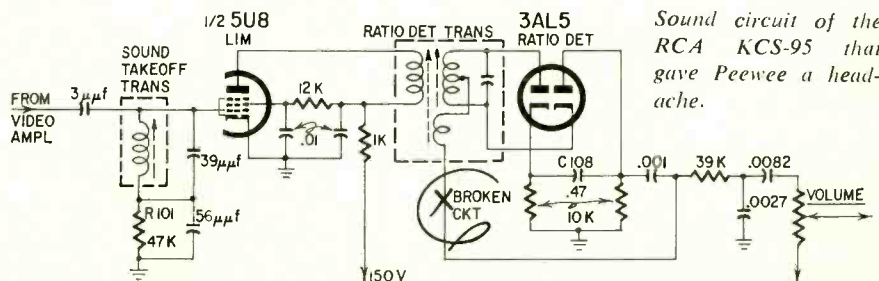 1/2 5U8
LIM
SOUND
TAKEOFF
TRANS
3μμf
FROM
VIDEO
AMPL
39μμf
R101
47K
56μμf
12K
.01
1K
150V
RATIO DET TRANS
BROKEN
CKT
3AL5
RATIO DET
C108
.47
10K
.001
39K
.0082
.0027
VOLUME
Sound circuit of the
RCA KCS-95 that
gave Peewee a head-
ache.